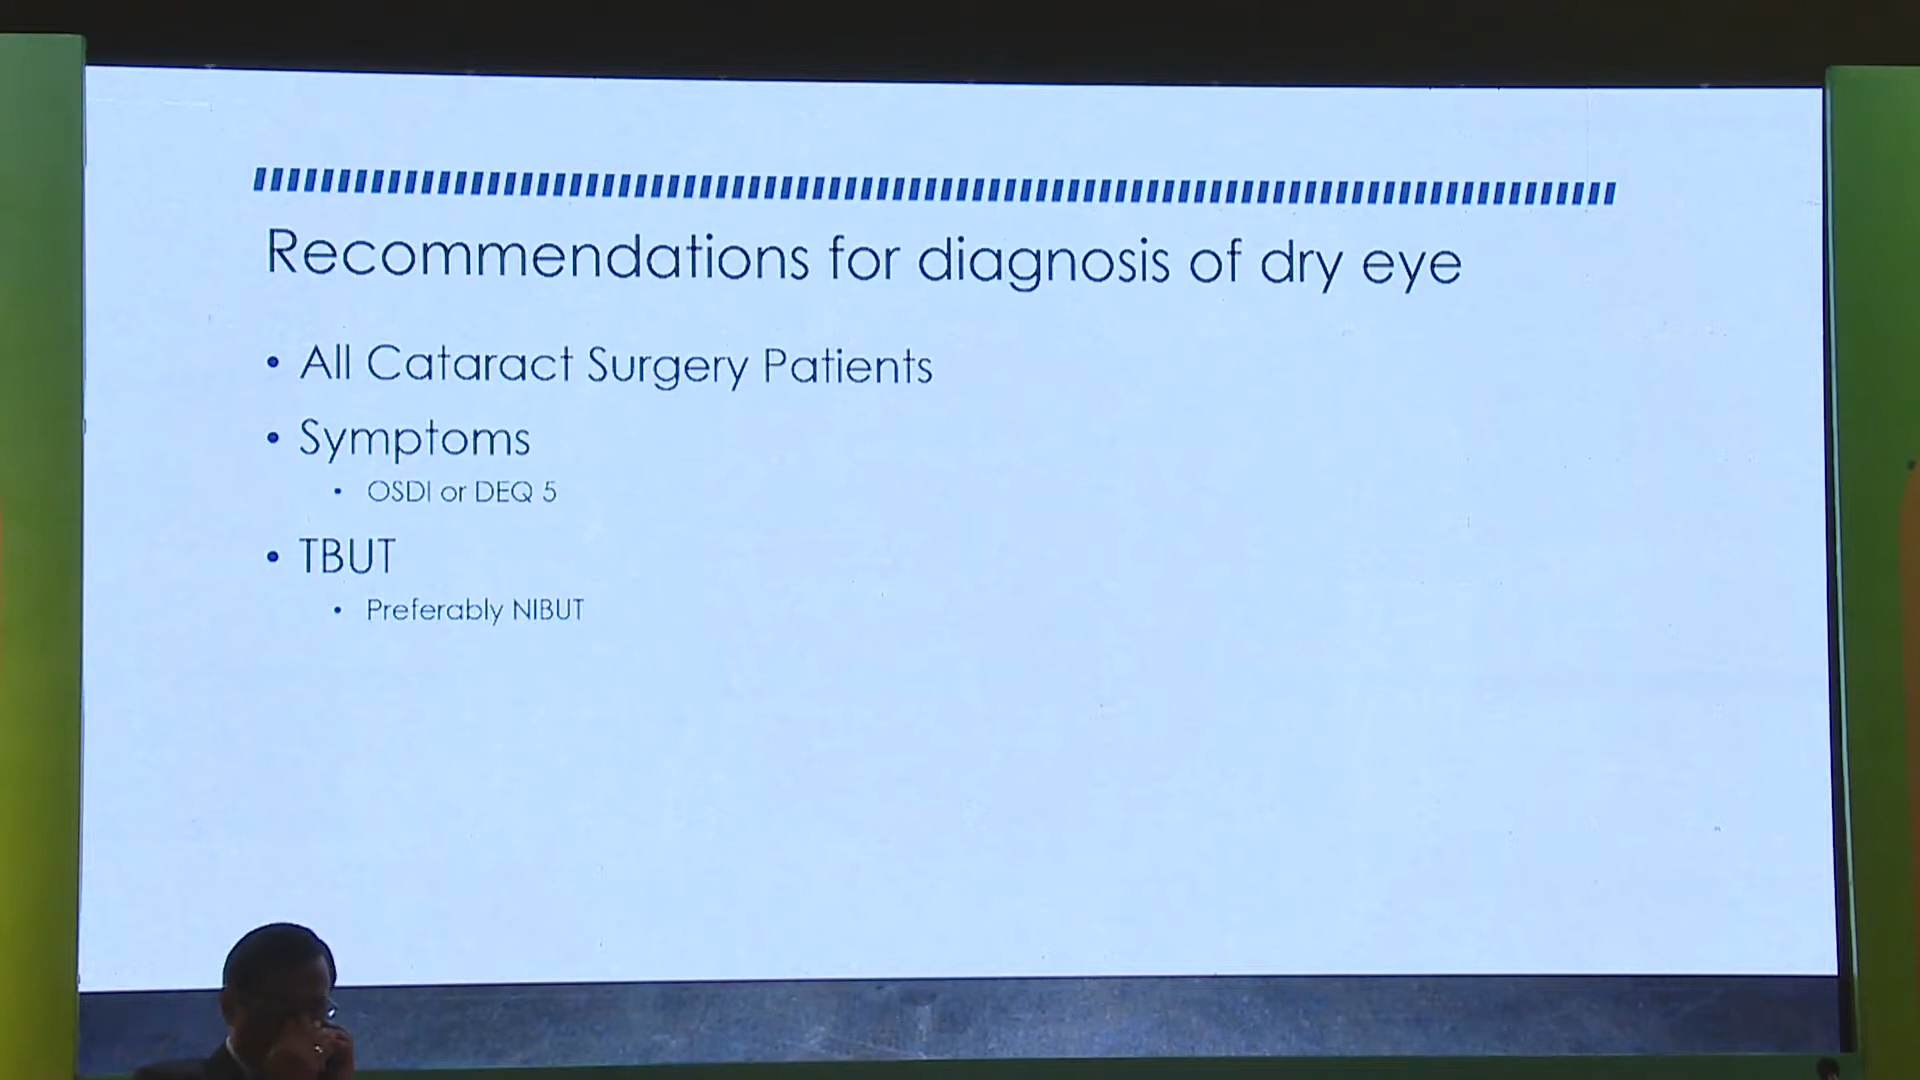 Recommendations for diagnosis of dry eye
• All Cataract Surgery Patients
• Symptoms
• OSDI or DEQ 5
• TBUT
• Preferably NIBUT